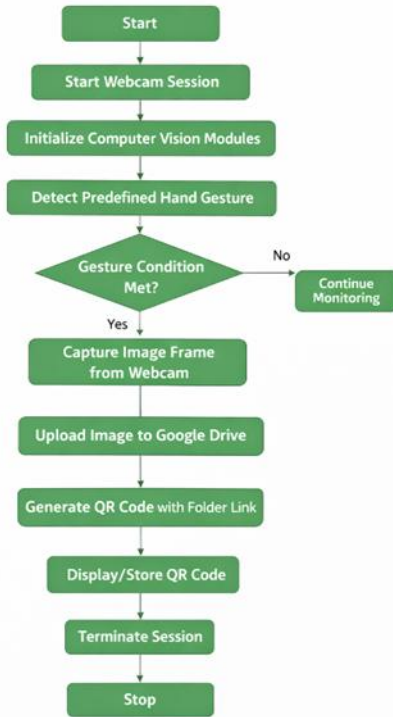 Start
Start Webcam Session
Initialize Computer Vision Modules
Detect Predefined Hand Gesture
Gesture Condition
Met?
No
Continue
Monitoring
Yes
Capture Image Frame
from Webcam
Upload Image to Google Drive
Generate QR Code with Folder Link
Display/Store QR Code
Terminate Session
Stop